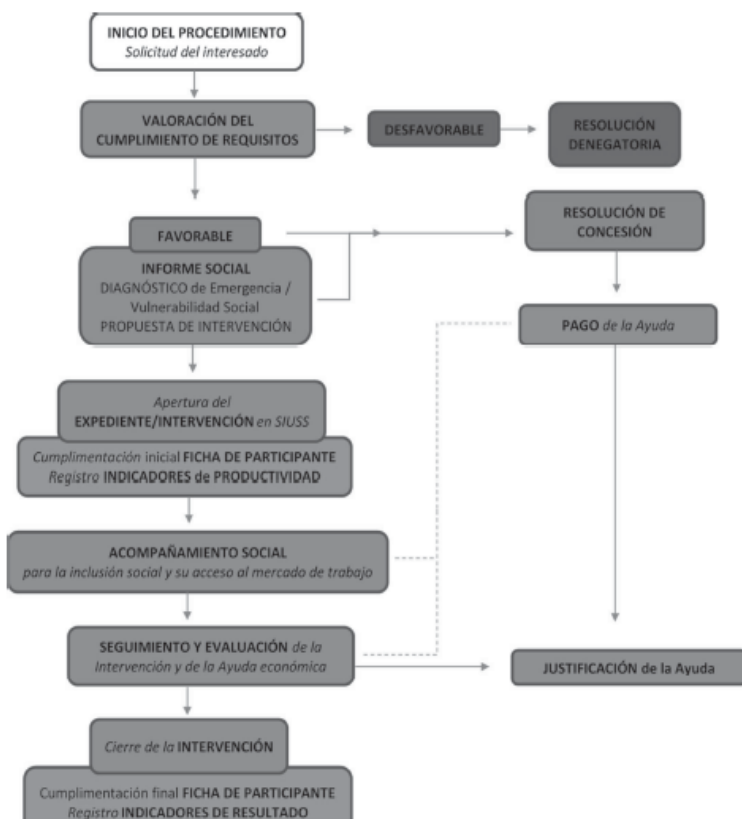 INICIO DEL PROCEDIMIENTO
Solicitud del interesado
VALORACIÓN DEL
CUMPLIMIENTO DE REQUISITOS
DESFAVORABLE
RESOLUCIÓN
DENEGATORIA
FAVORABLE
INFORME SOCIAL
DIAGNÓSTICO de Emergencia /
Vulnerabilidad Social
PROPUESTA DE INTERVENCIÓN
RESOLUCIÓN DE
CONCESIÓN
PAGO de la Ayuda
Apertura del
EXPEDIENTE/INTERVENCIÓN en SIUSS
Cumplimentación inicial FICHA DE PARTICIPANTE
Registro INDICADORES de PRODUCTIVIDAD
ACOMPAÑAMIENTO SOCIAL
para la inclusión social y su acceso al mercado de trabajo
SEGUIMIENTO Y EVALUACIÓN de la
Intervención y de la Ayuda económica
JUSTIFICACIÓN de la Ayuda
Cierre de la INTERVENCIÓN
Cumplimentación final FICHA DE PARTICIPANTE
Registro INDICADORES DE RESULTADO